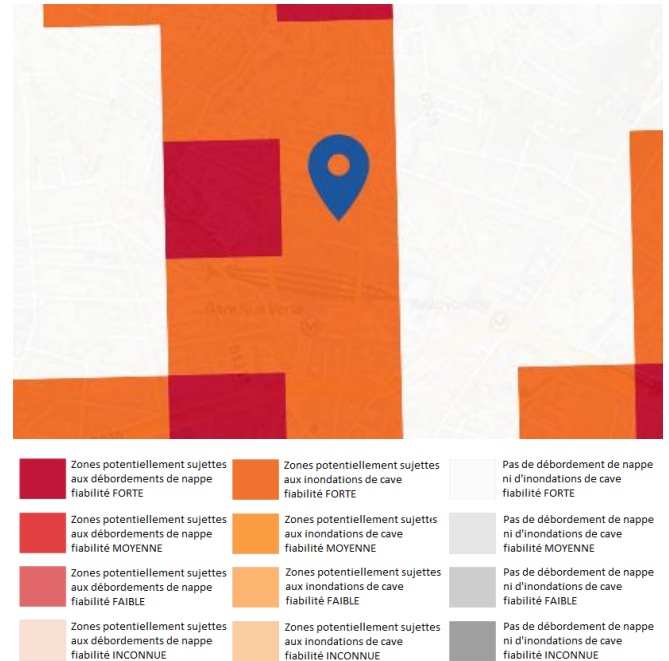 D928
Gare Rue Verte
Zones potentiellement sujettes
aux débordements de nappe
fiabilité FORTE
Zones potentiellement sujettes
aux inondations de cave
fiabilité FORTE
Pas de débordement de nappe
ni d'inondations de cave
fiabilité FORTE
Zones potentiellement sujettes
aux débordements de nappe
fiabilité MOYENNE
Zones potentiellement sujettes
aux inondations de cave
fiabilité MOYENNE
Pas de débordement de nappe
ni d'inondations de cave
fiabilité MOYENNE
Zones potentiellement sujettes
aux débordements de nappe
fiabilité FAIBLE
Zones potentiellement sujettes
aux inondations de cave
fiabilité FAIBLE
Pas de débordement de nappe
ni d'inondations de cave
fiabilité FAIBLE
Zones potentiellement sujettes
aux débordements de nappe
fiabilité INCONNUE
Zones potentiellement sujettes
aux inondations de cave
fiabilité INCONNUE
Pas de débordement de nappe
ni d'inondations de cave
fiabilité INCONNUE